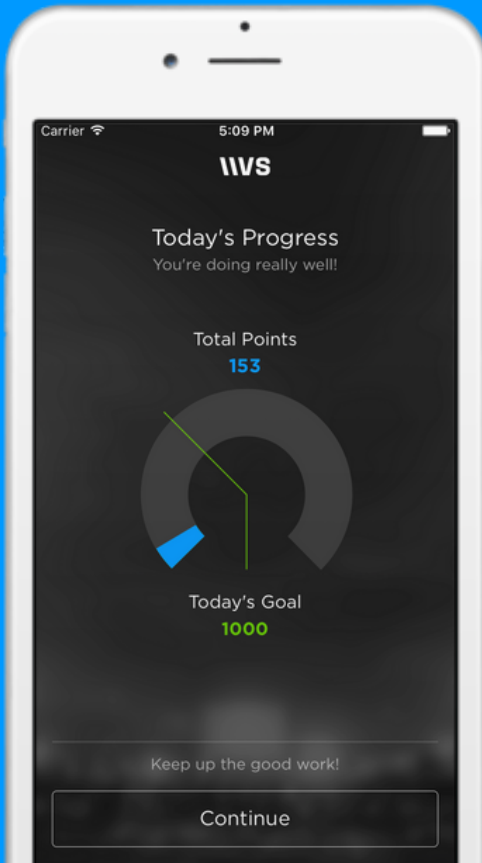 Carrier
5:09 PM
\\VS
Today's Progress
You're doing really well!
Total Points
153
Today's Goal
1000
Keep up the good work!
Continue